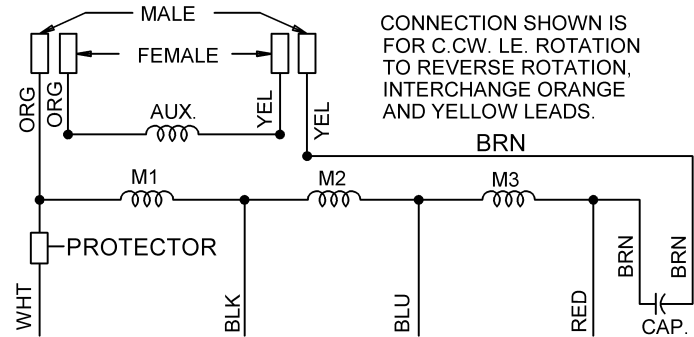 MALE
FEMALE
CONNECTION SHOWN IS
FOR C.CW. LE. ROTATION
TO REVERSE ROTATION,
INTERCHANGE ORANGE
AND YELLOW LEADS.
ORG
ORG
AUX.
YEL
YEL
BRN
M1
M2
M3
PROTECTOR
WHT
BLK
BLU
RED
BRN
BRN
CAP.